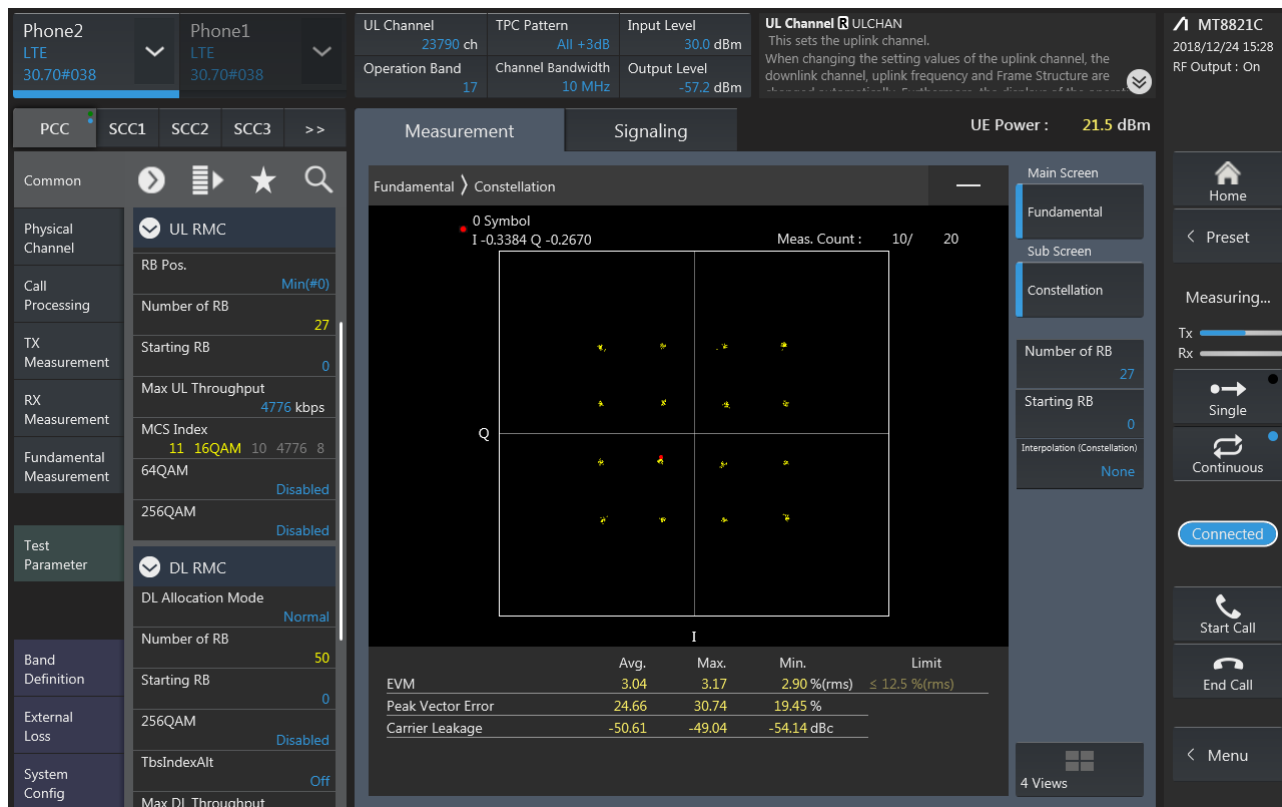 Phone2
LTE
30.70#038
Phone1
LTE
30.70#038
UL Channel
23790 ch
TPC Pattern
All +3dB
Input Level
30.0 dBm
Operation Band
17
Channel Bandwidth
10 MHz
Output Level
-57.2 dBm
UL Channel R ULCHAN
This sets the uplink channel.
When changing the setting values of the uplink channel, the
downlink channel, uplink frequency and Frame Structure are
MT8821C
2018/12/24 15:28
RF Output : On
PCC
SCC1
SCC2
SCC3
>>
Measurement
Signaling
UE Power : 21.5 dBm
Common
Physical
Channel
Call
Processing
TX
Measurement
RX
Measurement
Fundamental
Measurement
Test
Parameter
Band
Definition
External
Loss
System
Config
UL RMC
RB Pos.
Min(#0)
Number of RB
27
Starting RB
0
Max UL Throughput
4776 kbps
MCS Index
11 16QAM 10 4776 8
64QAM
Disabled
256QAM
Disabled
DL RMC
DL Allocation Mode
Normal
Number of RB
50
Starting RB
0
256QAM
Disabled
TbsIndexAlt
Off
Max DL Throughput
Fundamental 〉 Constellation
0 Symbol
I -0.3384 Q -0.2670
Meas. Count : 10/ 20
Q
I
Avg. Max. Min. Limit
EVM 3.04 3.17 2.90 %(rms) ≤ 12.5 %(rms)
Peak Vector Error 24.66 30.74 19.45 %
Carrier Leakage -50.61 -49.04 -54.14 dBc
Main Screen
Fundamental
Sub Screen
Constellation
Number of RB
27
Starting RB
0
Interpolation (Constellation)
None
4 Views
Home
< Preset
Measuring...
Tx
Rx
Single
Continuous
Connected
Start Call
End Call
< Menu